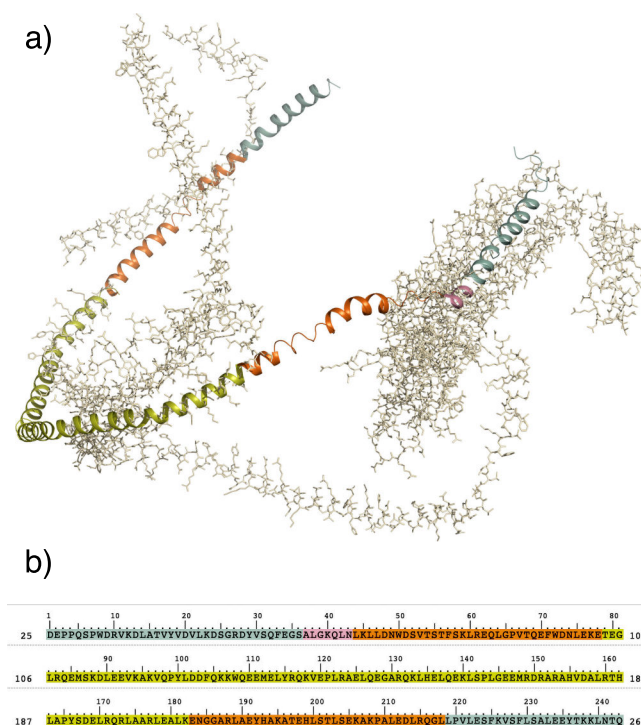 a)
b)
1 10 20 30 40 50 60 70 80
25 DEPPQSPWDRVKDLATVYVDVLKDSGRDYVSQFEGSALGKQLNLKLLDNWDSVTSTFSKLREQLGPVTQEFWDNLEKETEG 10
90 100 110 120 130 140 150 160
106 LRQEMSKDLEEVKAKVQPYLDDFQKKWQEEMELYRQKVEPLRAELQEGARQKLHELQEKLSPLGEEMRDRARAHVDALRTH 18
170 180 190 200 210 220 230 240
187 LAPYSDELRQRLAARLEALKENGGARLAEYHAKATEHLSTLSEKAKPALEDLRQGLLPVLESFKVSFLSALEEYTKKLNTQ 26